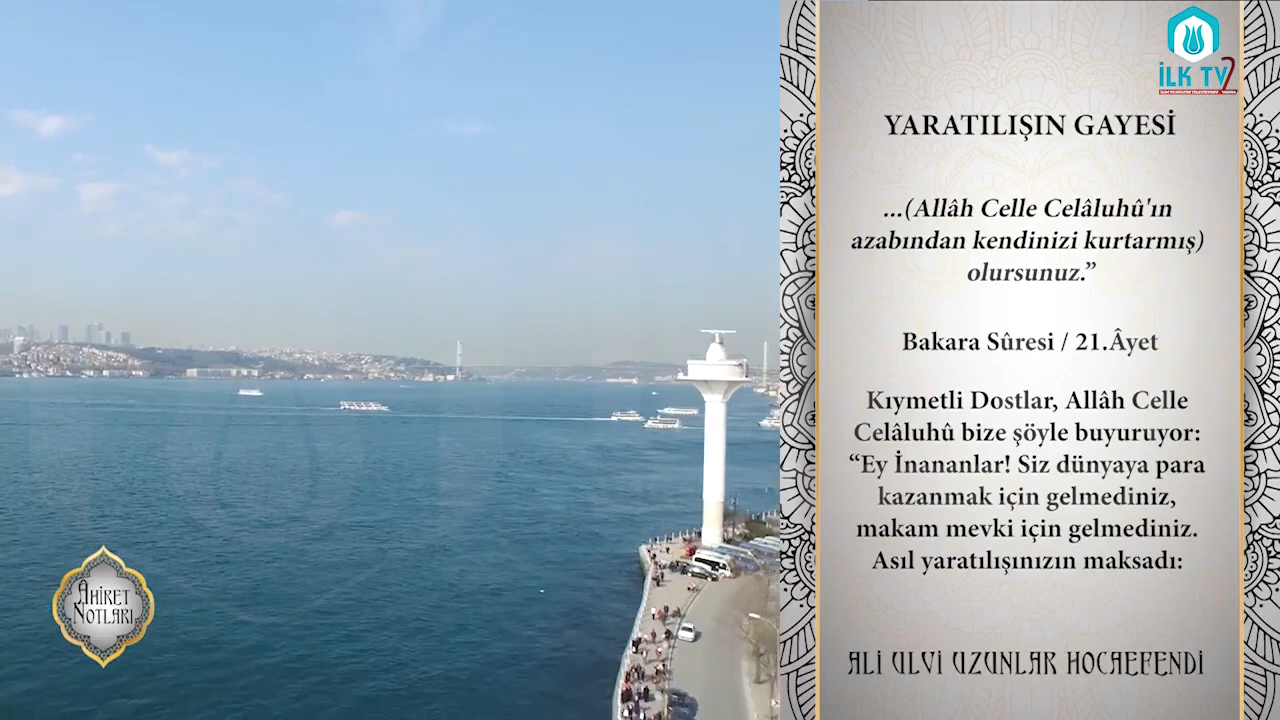 İLK TV 2
YARATILIŞIN GAYESİ
...(Allâh Celle Celâluhû'ın
azabından kendinizi kurtarmış)
olursunuz.”
Bakara Sûresi / 21.Âyet
Kıymetli Dostlar, Allâh Celle
Celâluhû bize şöyle buyuruyor:
“Ey İnananlar! Siz dünyaya para
kazanmak için gelmediniz,
makam mevki için gelmediniz.
Asıl yaratılışınızın maksadı:
ALİ ULVİ UZUNLAR HOCAEFENDİ
AHİRET
NOTLARI